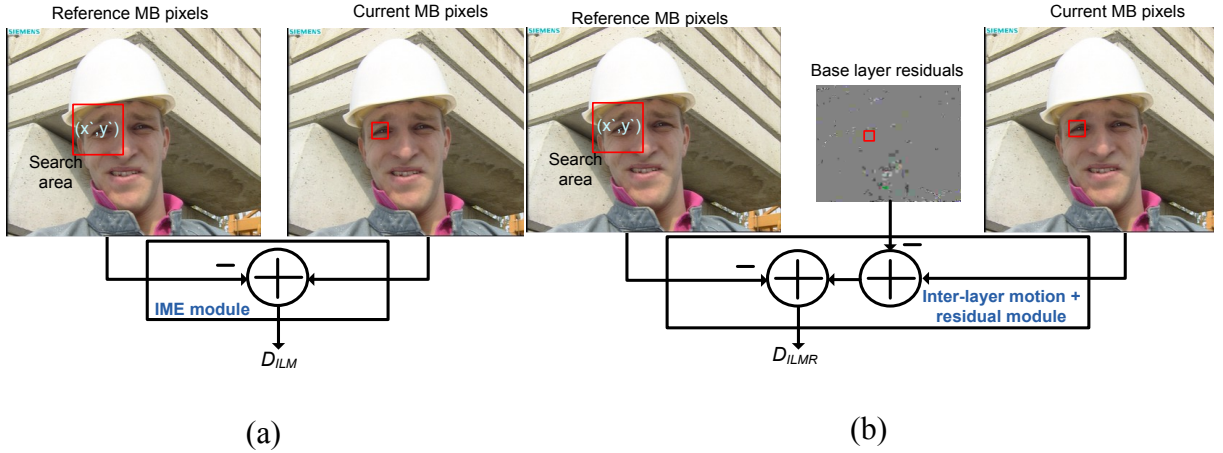 Reference MB pixels
Current MB pixels
SIEMENS
(x`,y`)
Search
area
SIEMENS
−
IME module
D_ILM
(a)
Reference MB pixels
Base layer residuals
Current MB pixels
SIEMENS
(x`,y`)
Search
area
SIEMENS
−
−
Inter-layer motion +
residual module
D_ILMR
(b)